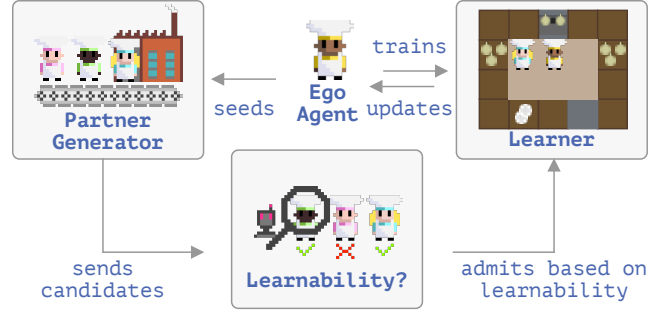 trains
seeds
Ego
Agent
updates
Partner
Generator
Learner
Learnability?
sends
candidates
admits based on
learnability